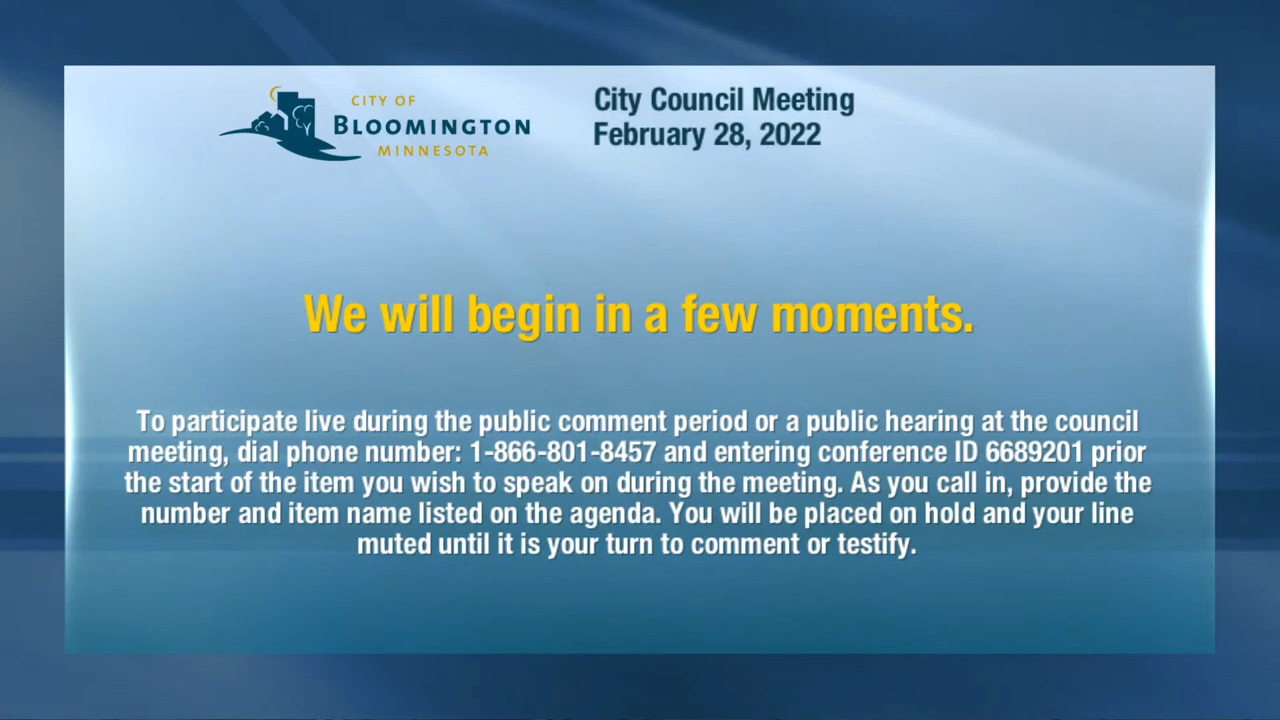 CITY OF
BLOOMINGTON
MINNESOTA
City Council Meeting
February 28, 2022
We will begin in a few moments.
To participate live during the public comment period or a public hearing at the council
meeting, dial phone number: 1-866-801-8457 and entering conference ID 6689201 prior
the start of the item you wish to speak on during the meeting. As you call in, provide the
number and item name listed on the agenda. You will be placed on hold and your line
muted until it is your turn to comment or testify.